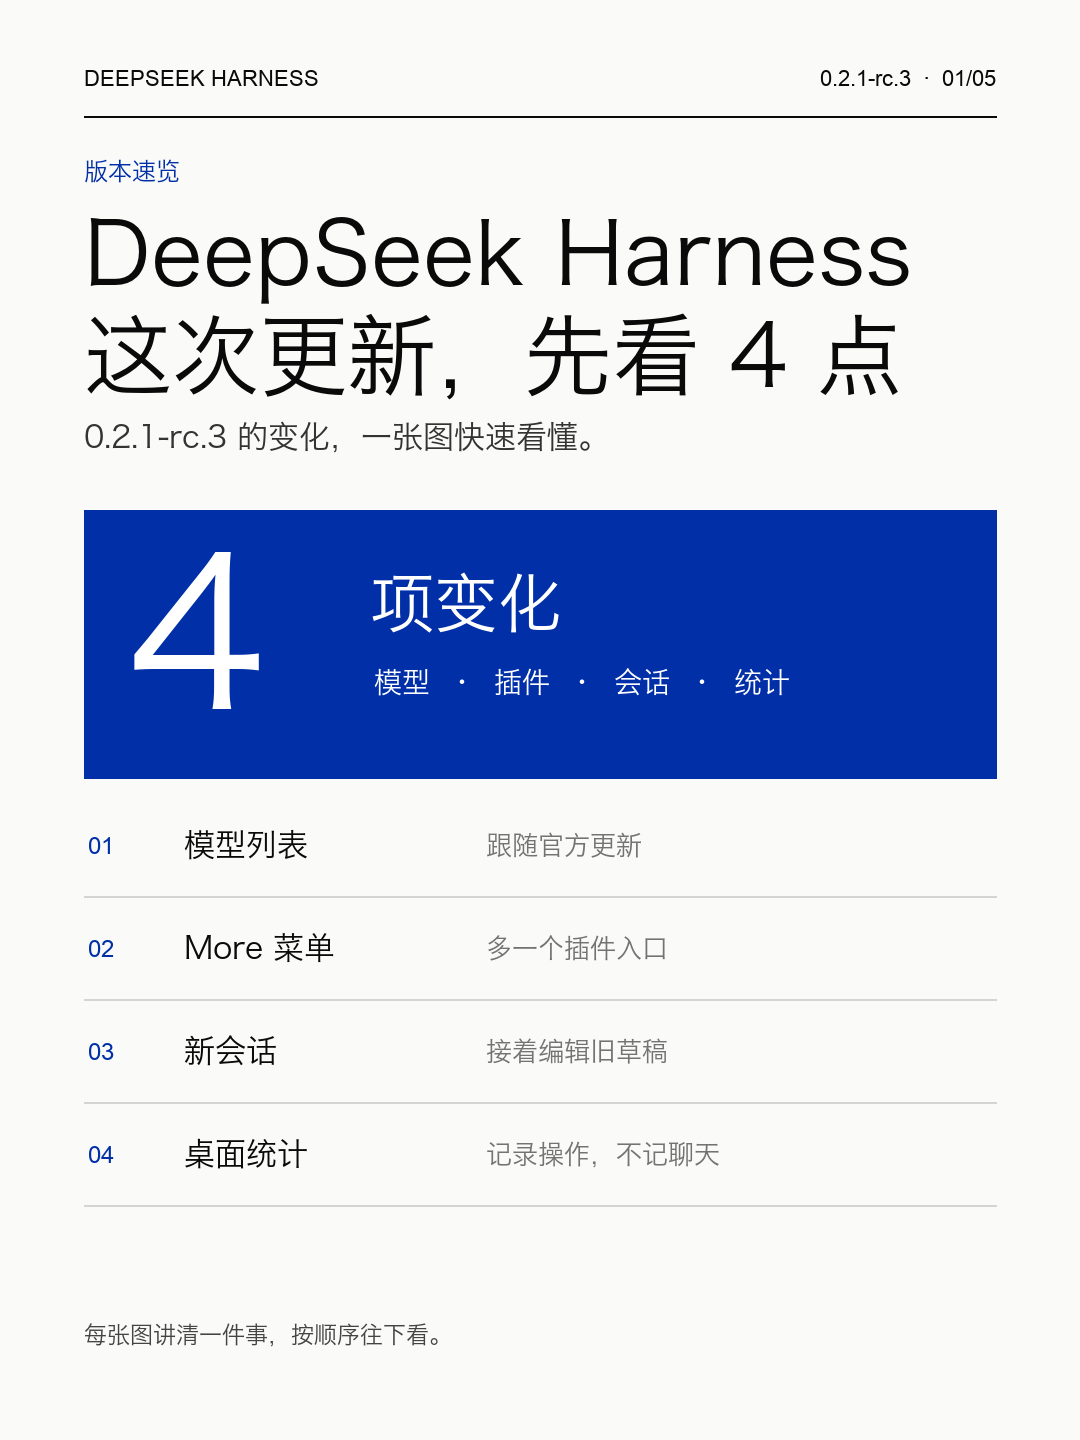 DEEPSEEK HARNESS
0.2.1-rc.3 · 01/05
版本速览
DeepSeek Harness
这次更新，先看 4 点
0.2.1-rc.3 的变化，一张图快速看懂。
4
项变化
模型 · 插件 · 会话 · 统计
01 模型列表 跟随官方更新
02 More 菜单 多一个插件入口
03 新会话 接着编辑旧草稿
04 桌面统计 记录操作，不记聊天
每张图讲清一件事，按顺序往下看。